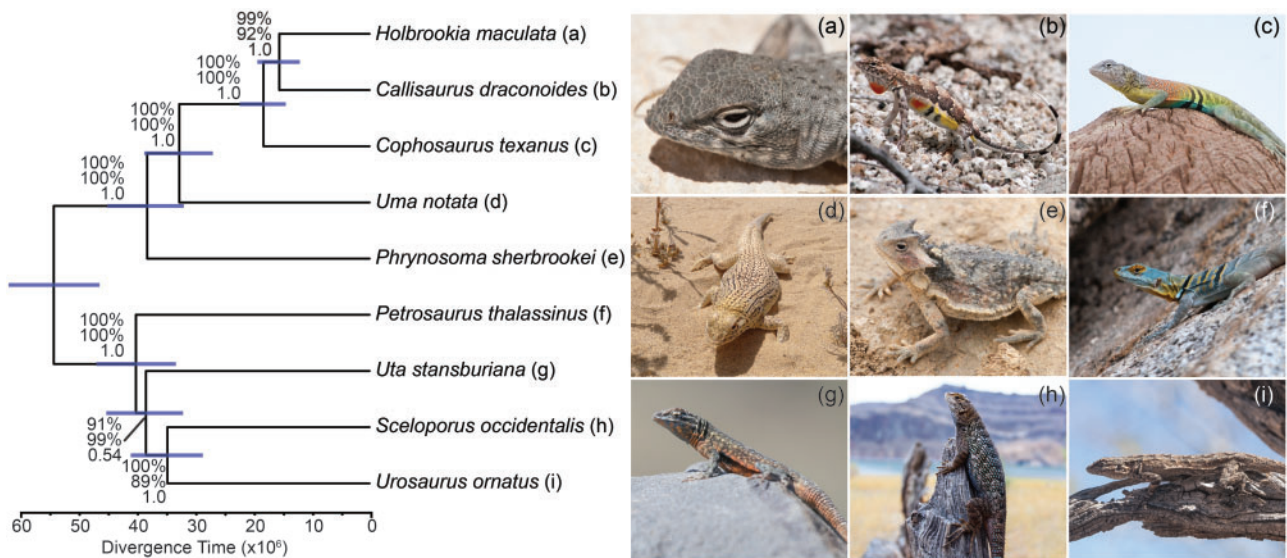 99%
92%
1.0
Holbrookia maculata (a)
100%
100%
1.0
Callisaurus draconoides (b)
Cophosaurus texanus (c)
100%
100%
1.0
100%
100%
1.0
Uma notata (d)
Phrynosoma sherbrookei (e)
100%
100%
1.0
Petrosaurus thalassinus (f)
Uta stansburiana (g)
91%
99%
0.54
Sceloporus occidentalis (h)
100%
89%
1.0
Urosaurus ornatus (i)
60 50 40 30 20 10 0
Divergence Time (x10⁶)
(a)
(b)
(c)
(d)
(e)
(f)
(g)
(h)
(i)